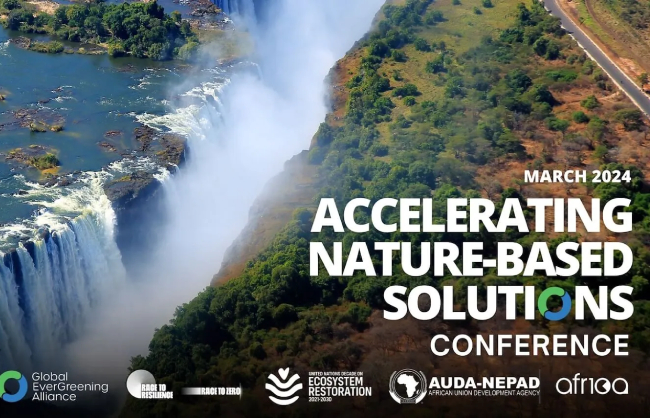 MARCH 2024
ACCELERATING
NATURE-BASED
SOLUTIONS
CONFERENCE
Global
EverGreening
Alliance
RACE TO
RESILIENCE
RACE TO ZERO
UNITED NATIONS DECADE ON
ECOSYSTEM
RESTORATION
2021-2030
AUDA-NEPAD
AFRICAN UNION DEVELOPMENT AGENCY